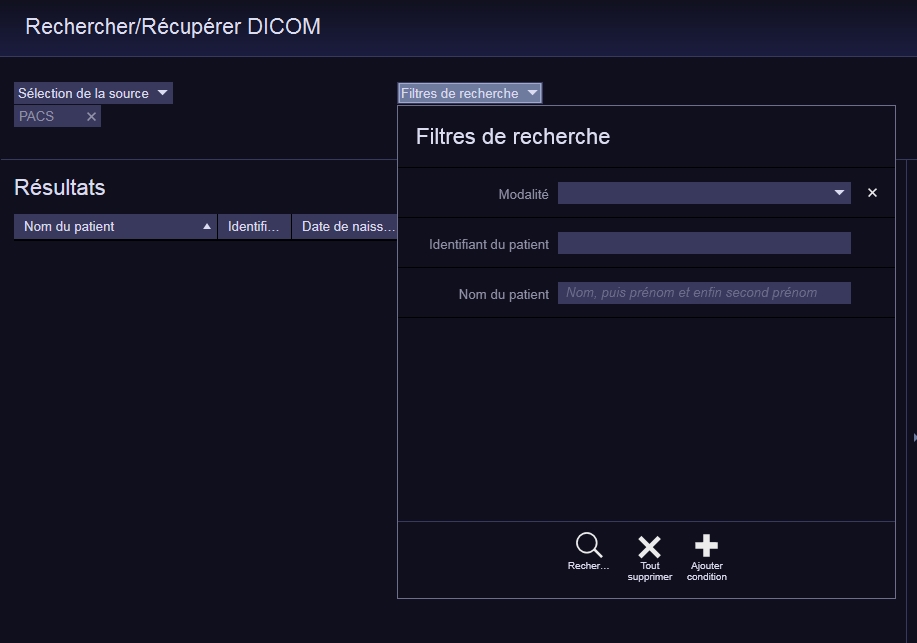 Rechercher/Récupérer DICOM
Sélection de la source
PACS
Filtres de recherche
Filtres de recherche
Modalité
Identifiant du patient
Nom du patient
Nom, puis prénom et enfin second prénom
Résultats
Nom du patient
Identifi...
Date de naiss...
Recher...
Tout
supprimer
Ajouter
condition